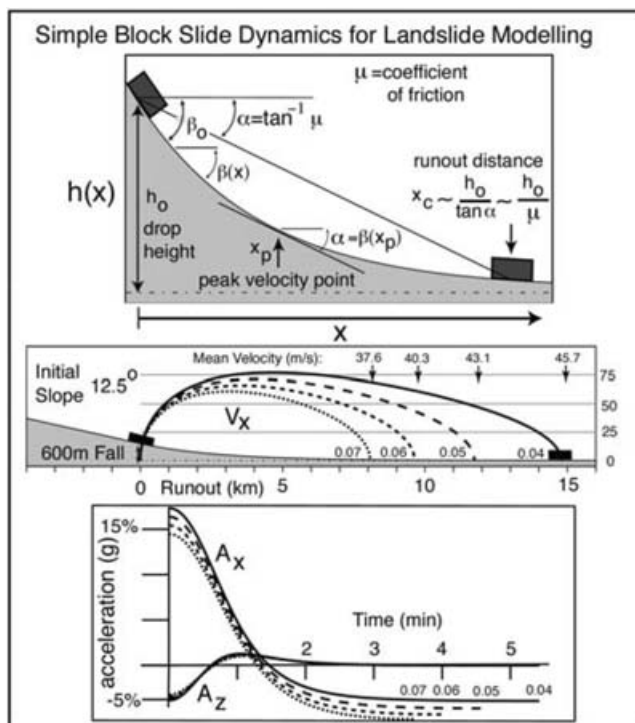 Simple Block Slide Dynamics for Landslide Modelling
μ =coefficient
of friction
βo
α=tan⁻¹ μ
β(x)
h(x)
ho
drop
height
runout distance
xc ~ ho/tanα ~ ho/μ
α=β(xp)
xp
peak velocity point
x
Mean Velocity (m/s): 37.6 40.3 43.1 45.7
Initial
Slope
12.5°
75
50
25
0
Vx
600m Fall
0.07 0.06 0.05 0.04
0 5 10 15
Runout (km)
acceleration (g)
15%
-5%
Ax
Az
Time (min)
1 2 3 4 5
0.07 0.06 0.05 0.04